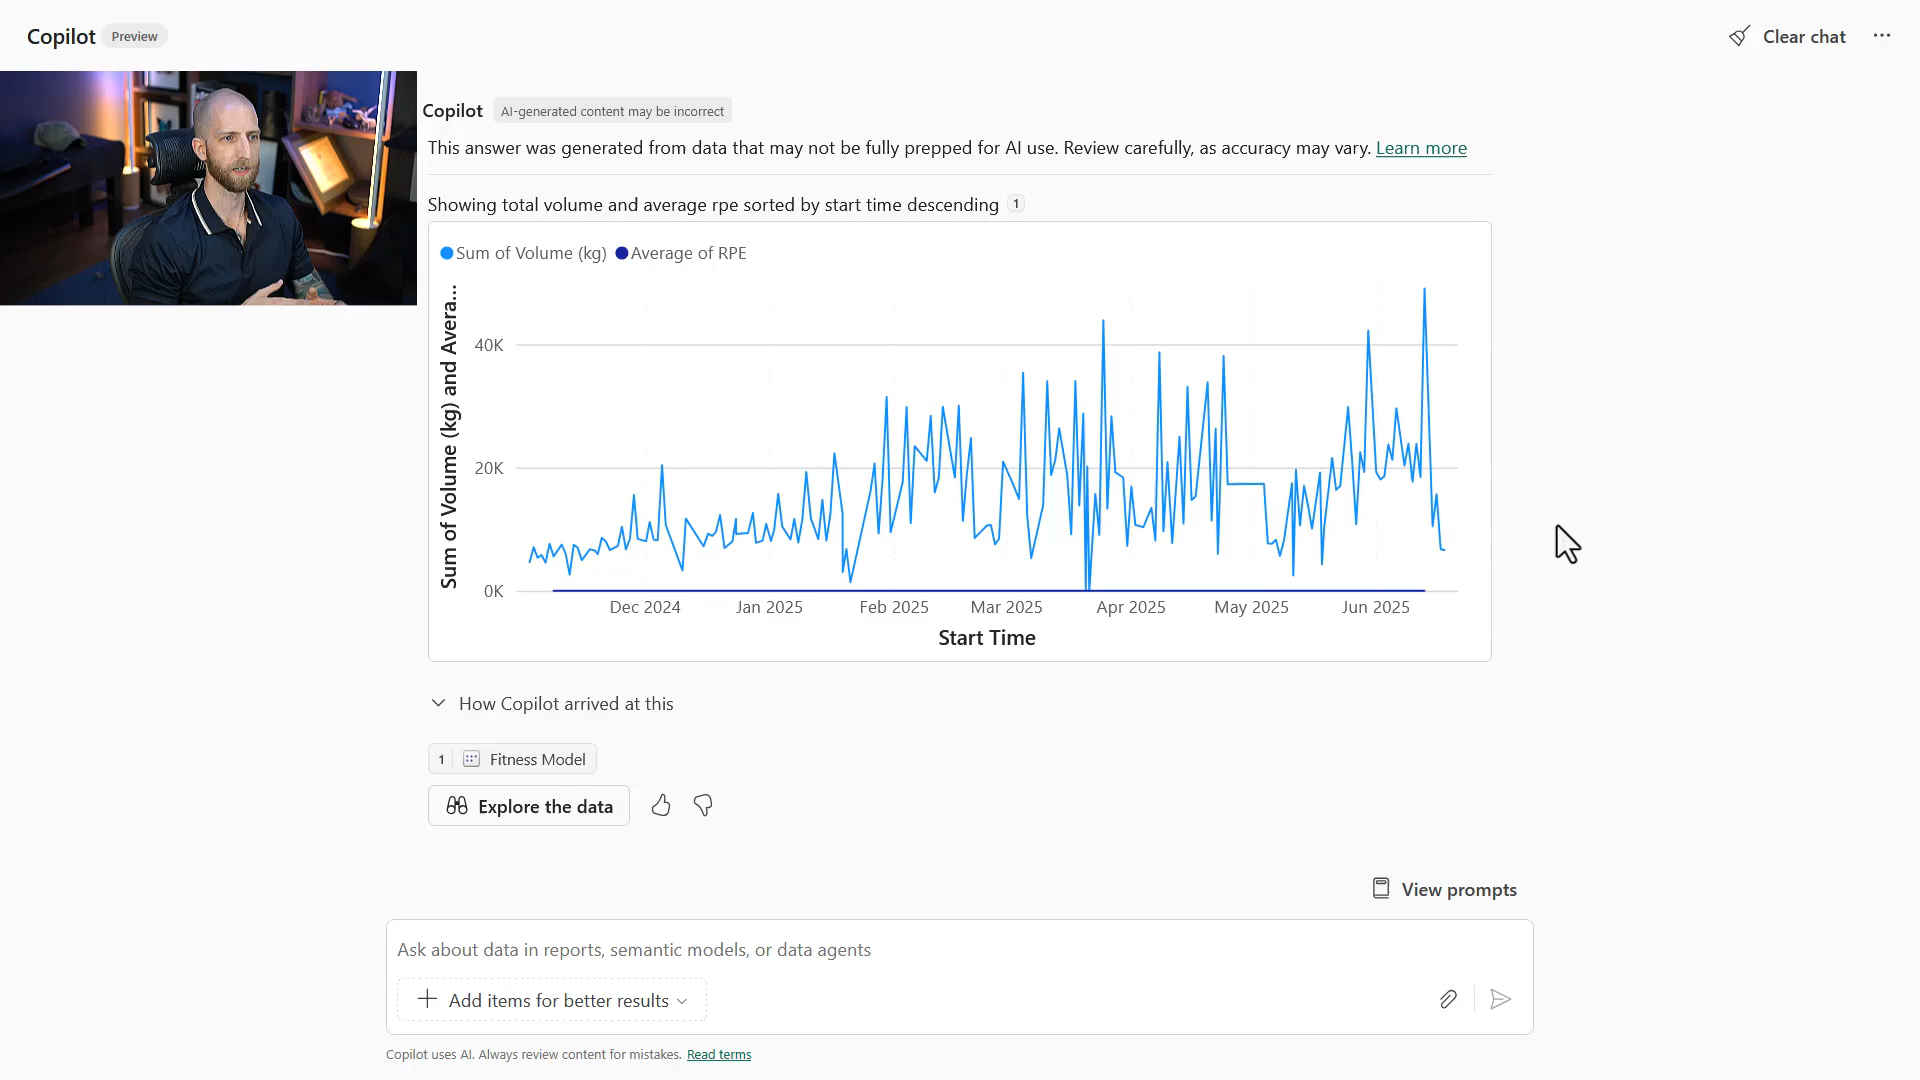 Copilot Preview
Clear chat
Copilot AI-generated content may be incorrect
This answer was generated from data that may not be fully prepped for AI use. Review carefully, as accuracy may vary. Learn more
Showing total volume and average rpe sorted by start time descending 1
Sum of Volume (kg) Average of RPE
Sum of Volume (kg) and Avera...
40K
20K
0K
Dec 2024 Jan 2025 Feb 2025 Mar 2025 Apr 2025 May 2025 Jun 2025
Start Time
How Copilot arrived at this
1 Fitness Model
Explore the data
View prompts
Ask about data in reports, semantic models, or data agents
Add items for better results
Copilot uses AI. Always review content for mistakes. Read terms